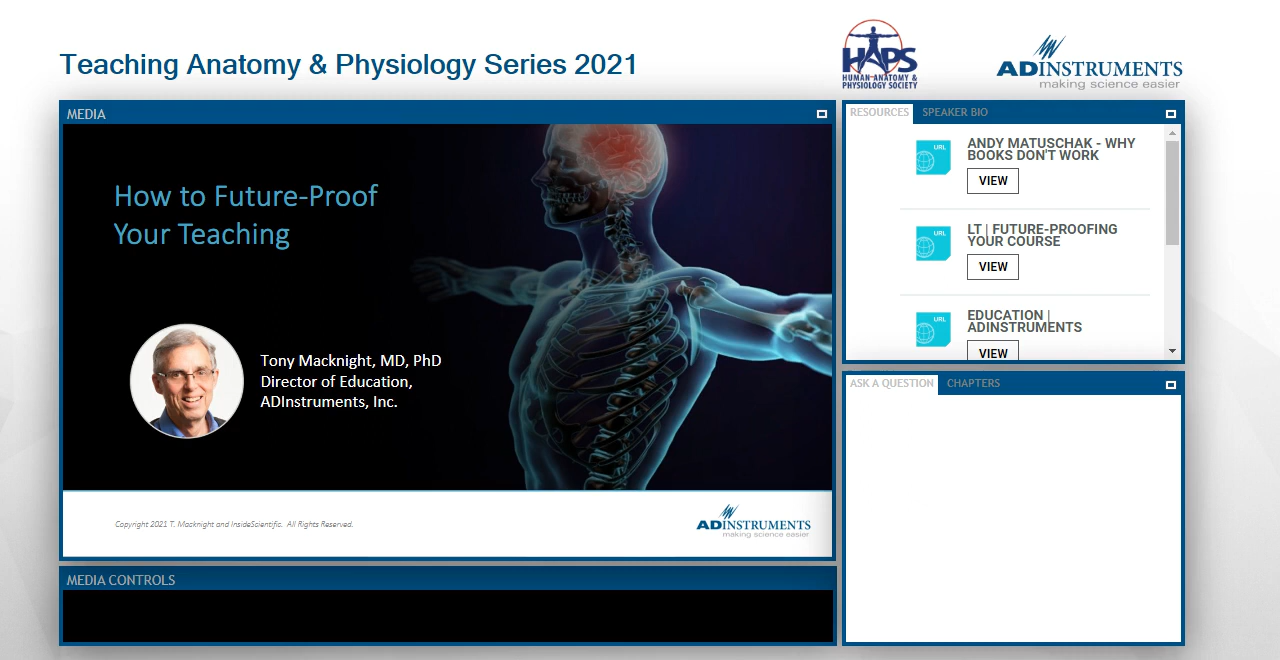 Teaching Anatomy & Physiology Series 2021
HAPS
HUMAN ANATOMY &
PHYSIOLOGY SOCIETY
ADINSTRUMENTS
making science easier
MEDIA
How to Future-Proof
Your Teaching
Tony Macknight, MD, PhD
Director of Education,
ADInstruments, Inc.
Copyright 2021 T. Macknight and InsideScientific. All Rights Reserved.
ADINSTRUMENTS
making science easier
MEDIA CONTROLS
RESOURCES
SPEAKER BIO
URL
ANDY MATUSCHAK - WHY
BOOKS DON'T WORK
VIEW
URL
LT | FUTURE-PROOFING
YOUR COURSE
VIEW
URL
EDUCATION |
ADINSTRUMENTS
VIEW
ASK A QUESTION
CHAPTERS